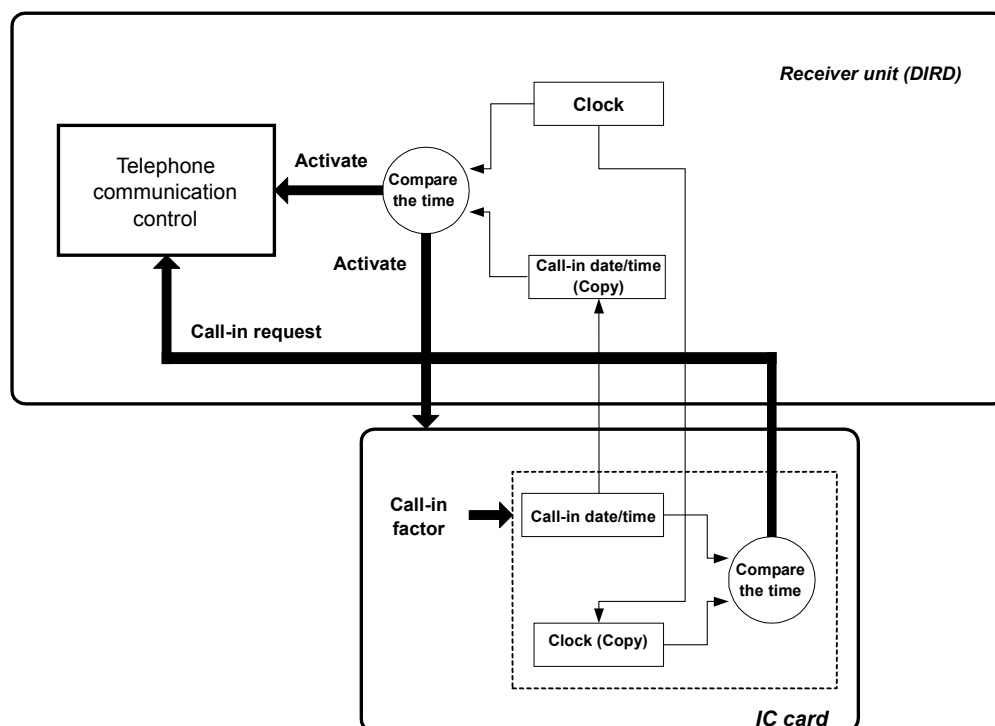 Receiver unit (DIRD)
Clock
Telephone
communication
control
Activate
Compare
the time
Activate
Call-in date/time
(Copy)
Call-in request
Call-in
factor
Call-in date/time
Compare
the time
Clock (Copy)
IC card